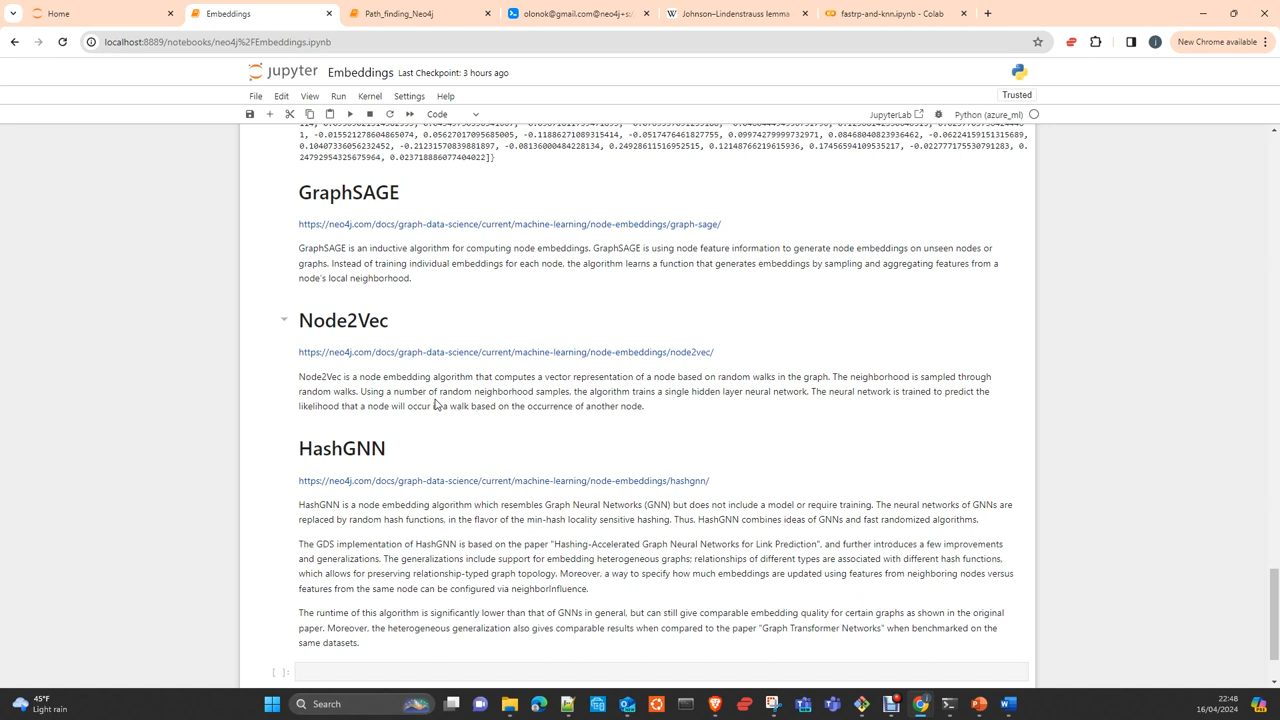 Home
Embeddings
Path_finding_Neo4j
olonok@gmail.com@neo4j+s:/
Johnson–Lindenstrauss lemma
fastrp-and-knn.ipynb - Colab
localhost:8889/notebooks/neo4j%2FEmbeddings.ipynb
New Chrome available
jupyter Embeddings Last Checkpoint: 3 hours ago
File Edit View Run Kernel Settings Help
Trusted
Code
JupyterLab
Python (azure_ml)
1, -0.015521278604865074, 0.05627017095685005, -0.11886271089315414, -0.0517476461827755, 0.09974279999732971, 0.08468040823936462, -0.06224159151315689,
0.10407336056232452, -0.21231570839881897, -0.08136000484228134, 0.24928611516952515, 0.12148766219615936, 0.17456594109535217, -0.022777175530791283, 0.
24792954325675964, 0.023718886077404022]}
GraphSAGE
https://neo4j.com/docs/graph-data-science/current/machine-learning/node-embeddings/graph-sage/
GraphSAGE is an inductive algorithm for computing node embeddings. GraphSAGE is using node feature information to generate node embeddings on unseen nodes or
graphs. Instead of training individual embeddings for each node, the algorithm learns a function that generates embeddings by sampling and aggregating features from a
node's local neighborhood.
Node2Vec
https://neo4j.com/docs/graph-data-science/current/machine-learning/node-embeddings/node2vec/
Node2Vec is a node embedding algorithm that computes a vector representation of a node based on random walks in the graph. The neighborhood is sampled through
random walks. Using a number of random neighborhood samples, the algorithm trains a single hidden layer neural network. The neural network is trained to predict the
likelihood that a node will occur a walk based on the occurrence of another node.
HashGNN
https://neo4j.com/docs/graph-data-science/current/machine-learning/node-embeddings/hashgnn/
HashGNN is a node embedding algorithm which resembles Graph Neural Networks (GNN) but does not include a model or require training. The neural networks of GNNs are
replaced by random hash functions, in the flavor of the min-hash locality sensitive hashing. Thus, HashGNN combines ideas of GNNs and fast randomized algorithms.
The GDS implementation of HashGNN is based on the paper "Hashing-Accelerated Graph Neural Networks for Link Prediction", and further introduces a few improvements
and generalizations. The generalizations include support for embedding heterogeneous graphs; relationships of different types are associated with different hash functions,
which allows for preserving relationship-typed graph topology. Moreover, a way to specify how much embeddings are updated using features from neighboring nodes versus
features from the same node can be configured via neighborInfluence.
The runtime of this algorithm is significantly lower than that of GNNs in general, but can still give comparable embedding quality for certain graphs as shown in the original
paper. Moreover, the heterogeneous generalization also gives comparable results when compared to the paper "Graph Transformer Networks" when benchmarked on the
same datasets.
[ ]:
45°F
Light rain
Search
22:48
16/04/2024